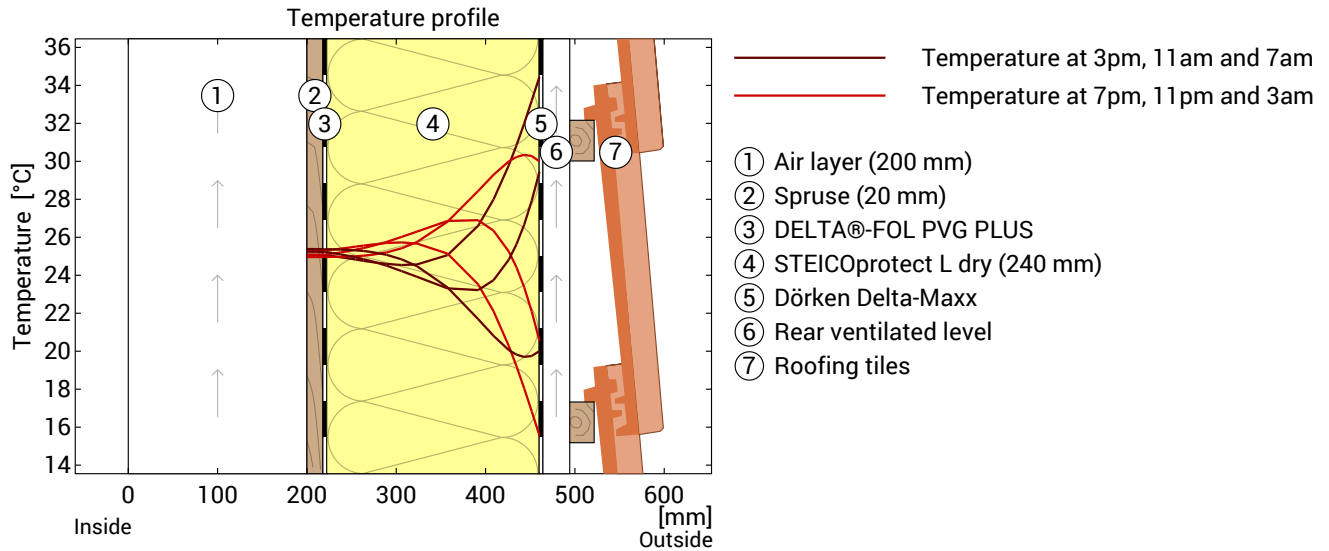 Temperature profile
Temperature [°C]
36
34
32
30
28
26
24
22
20
18
16
14
0
100
200
300
400
500
600
[mm]
Inside
Outside
1
2
3
4
5
6
7
Temperature at 3pm, 11am and 7am
Temperature at 7pm, 11pm and 3am
1 Air layer (200 mm)
2 Spruse (20 mm)
3 DELTA®-FOL PVG PLUS
4 STEICOprotect L dry (240 mm)
5 Dörken Delta-Maxx
6 Rear ventilated level
7 Roofing tiles